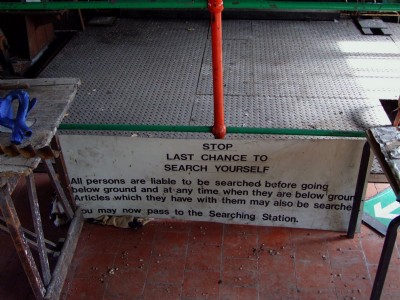 STOP
LAST CHANCE TO
SEARCH YOURSELF
All persons are liable to be searched before going
below ground and at any time when they are below groun
Articles which they have with them may also be searche
You may now pass to the Searching Station.